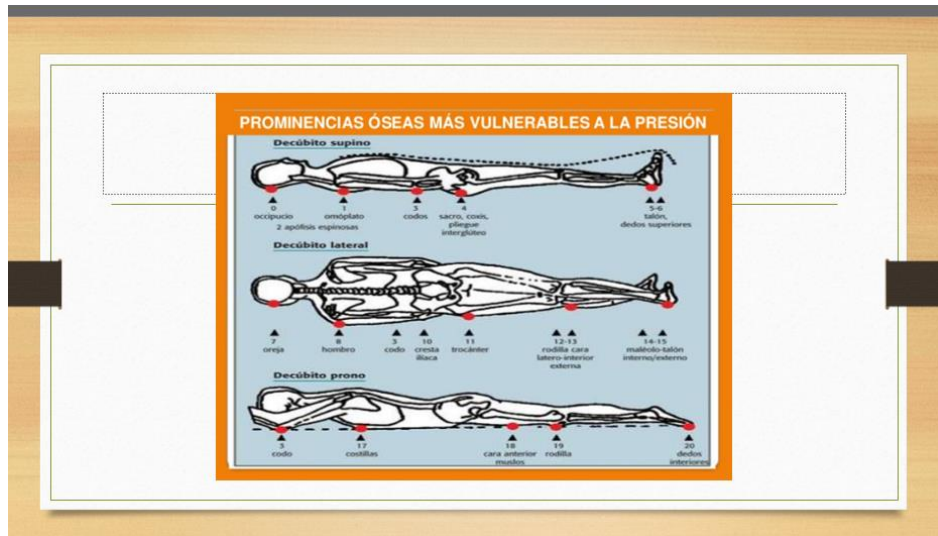 PROMINENCIAS ÓSEAS MÁS VULNERABLES A LA PRESIÓN
Decúbito supino
0 1 3 4 5-6
occipucio omóplato codos sacro, coxis, talón,
2 apófisis espinosas pliegue dedos superiores
interglúteo
Decúbito lateral
7 8 3 10 11 12-13 14-15
oreja hombro codo cresta trocánter rodilla cara maléolo-talón
ilíaca latero-interior interno/externo
externa
Decúbito prono
3 17 18 19 20
codo costillas cara anterior rodilla dedos
muslos interiores